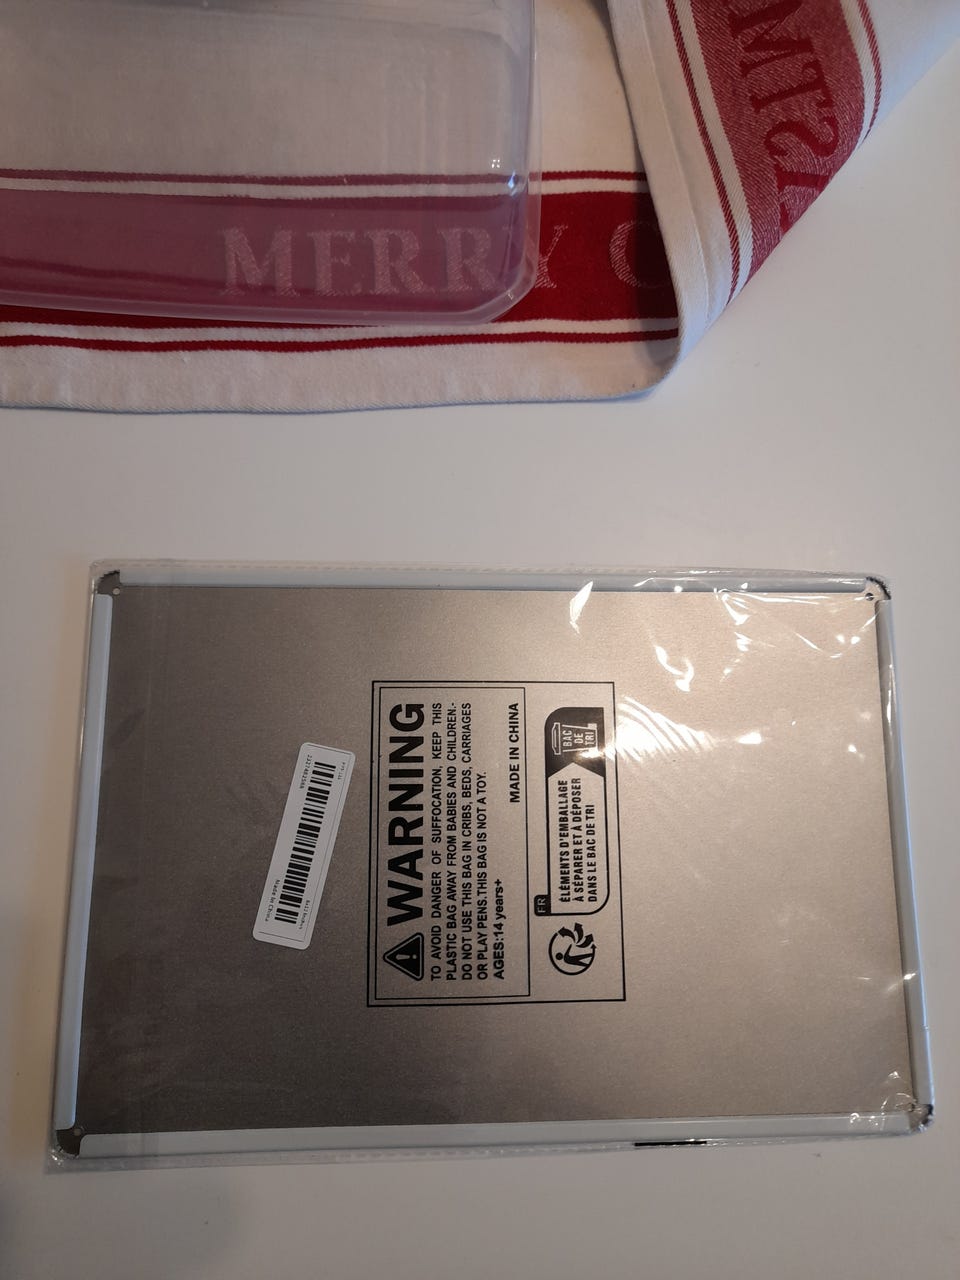 MERRY C
ISTM
WARNING
TO AVOID DANGER OF SUFFOCATION, KEEP THIS
PLASTIC BAG AWAY FROM BABIES AND CHILDREN.-
DO NOT USE THIS BAG IN CRIBS, BEDS, CARRIAGES
OR PLAY PENS.THIS BAG IS NOT A TOY.
AGES:14 years+
MADE IN CHINA
FR
ÉLÉMENTS D'EMBALLAGE
À SÉPARER ET À DÉPOSER
DANS LE BAC DE TRI
BAC
DE
TRI
Made In China